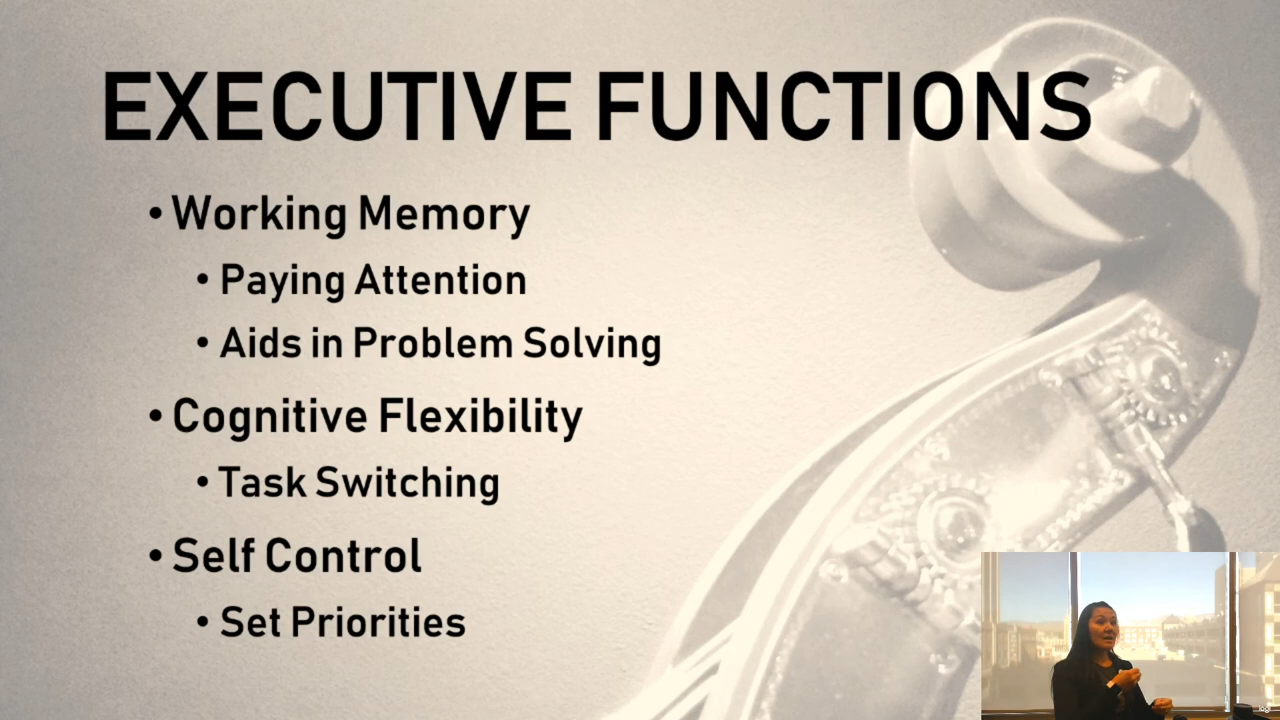 EXECUTIVE FUNCTIONS
• Working Memory
• Paying Attention
• Aids in Problem Solving
• Cognitive Flexibility
• Task Switching
• Self Control
• Set Priorities